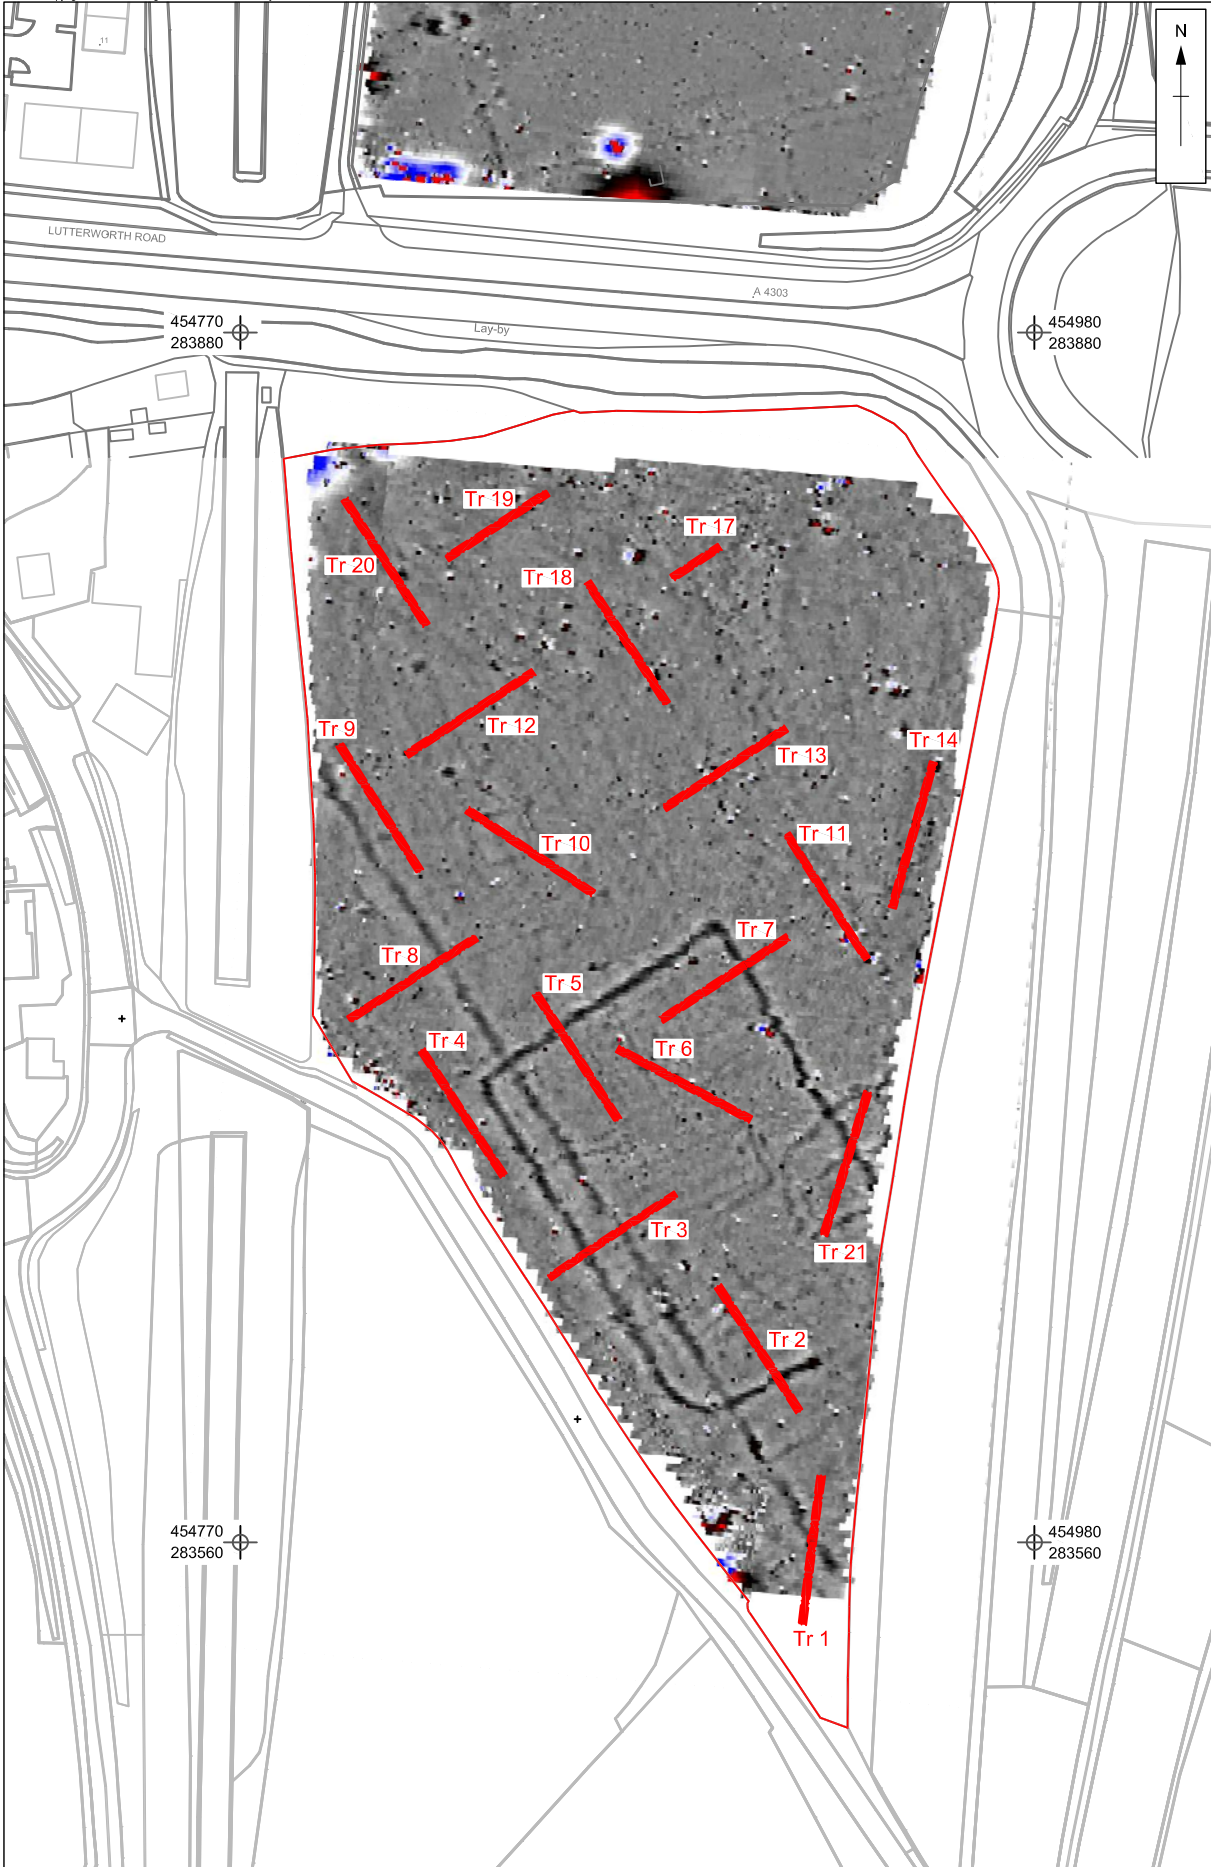 11
N
LUTTERWORTH ROAD
A 4303
454770
283880
Lay-by
454980
283880
Tr 19
Tr 17
Tr 20
Tr 18
Tr 12
Tr 9
Tr 13
Tr 14
Tr 10
Tr 11
Tr 7
Tr 8
Tr 5
Tr 4
Tr 6
Tr 3
Tr 21
Tr 2
454770
283560
454980
283560
Tr 1